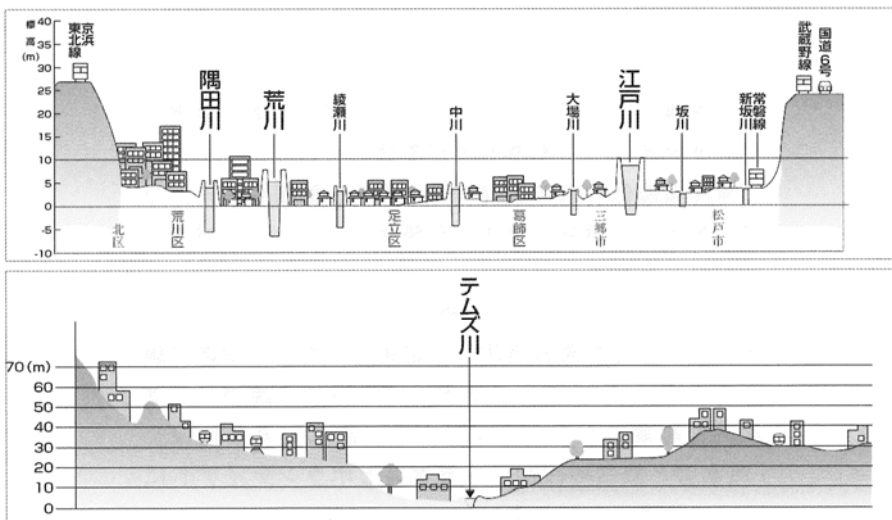 標高(m)
40
35
30
25
20
15
10
5
0
-5
-10
京浜東北線
隅田川
荒川
綾瀬川
中川
大場川
江戸川
坂川
新坂川
常磐線
武蔵野線
国道6号
北区
荒川区
足立区
葛飾区
三郷市
松戸市
テムズ川
70(m)
60
50
40
30
20
10
0